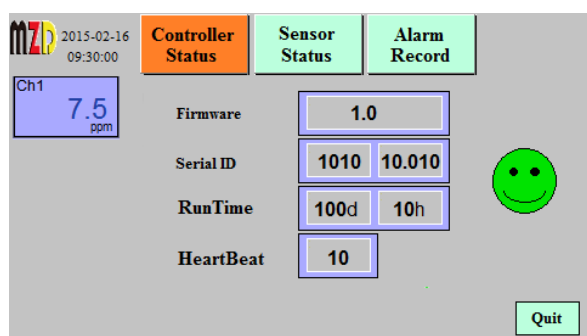 MZD 2015-02-16
09:30:00
Controller
Status
Sensor
Status
Alarm
Record
Ch1
7.5
ppm
Firmware 1.0
Serial ID 1010 10.010
RunTime 100d 10h
HeartBeat 10
Quit